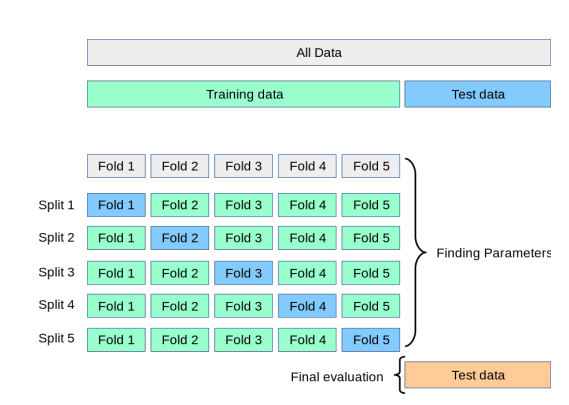 All Data
Training data Test data
Fold 1 Fold 2 Fold 3 Fold 4 Fold 5
Split 1 Fold 1 Fold 2 Fold 3 Fold 4 Fold 5
Split 2 Fold 1 Fold 2 Fold 3 Fold 4 Fold 5
Finding Parameters
Split 3 Fold 1 Fold 2 Fold 3 Fold 4 Fold 5
Split 4 Fold 1 Fold 2 Fold 3 Fold 4 Fold 5
Split 5 Fold 1 Fold 2 Fold 3 Fold 4 Fold 5
Final evaluation Test data